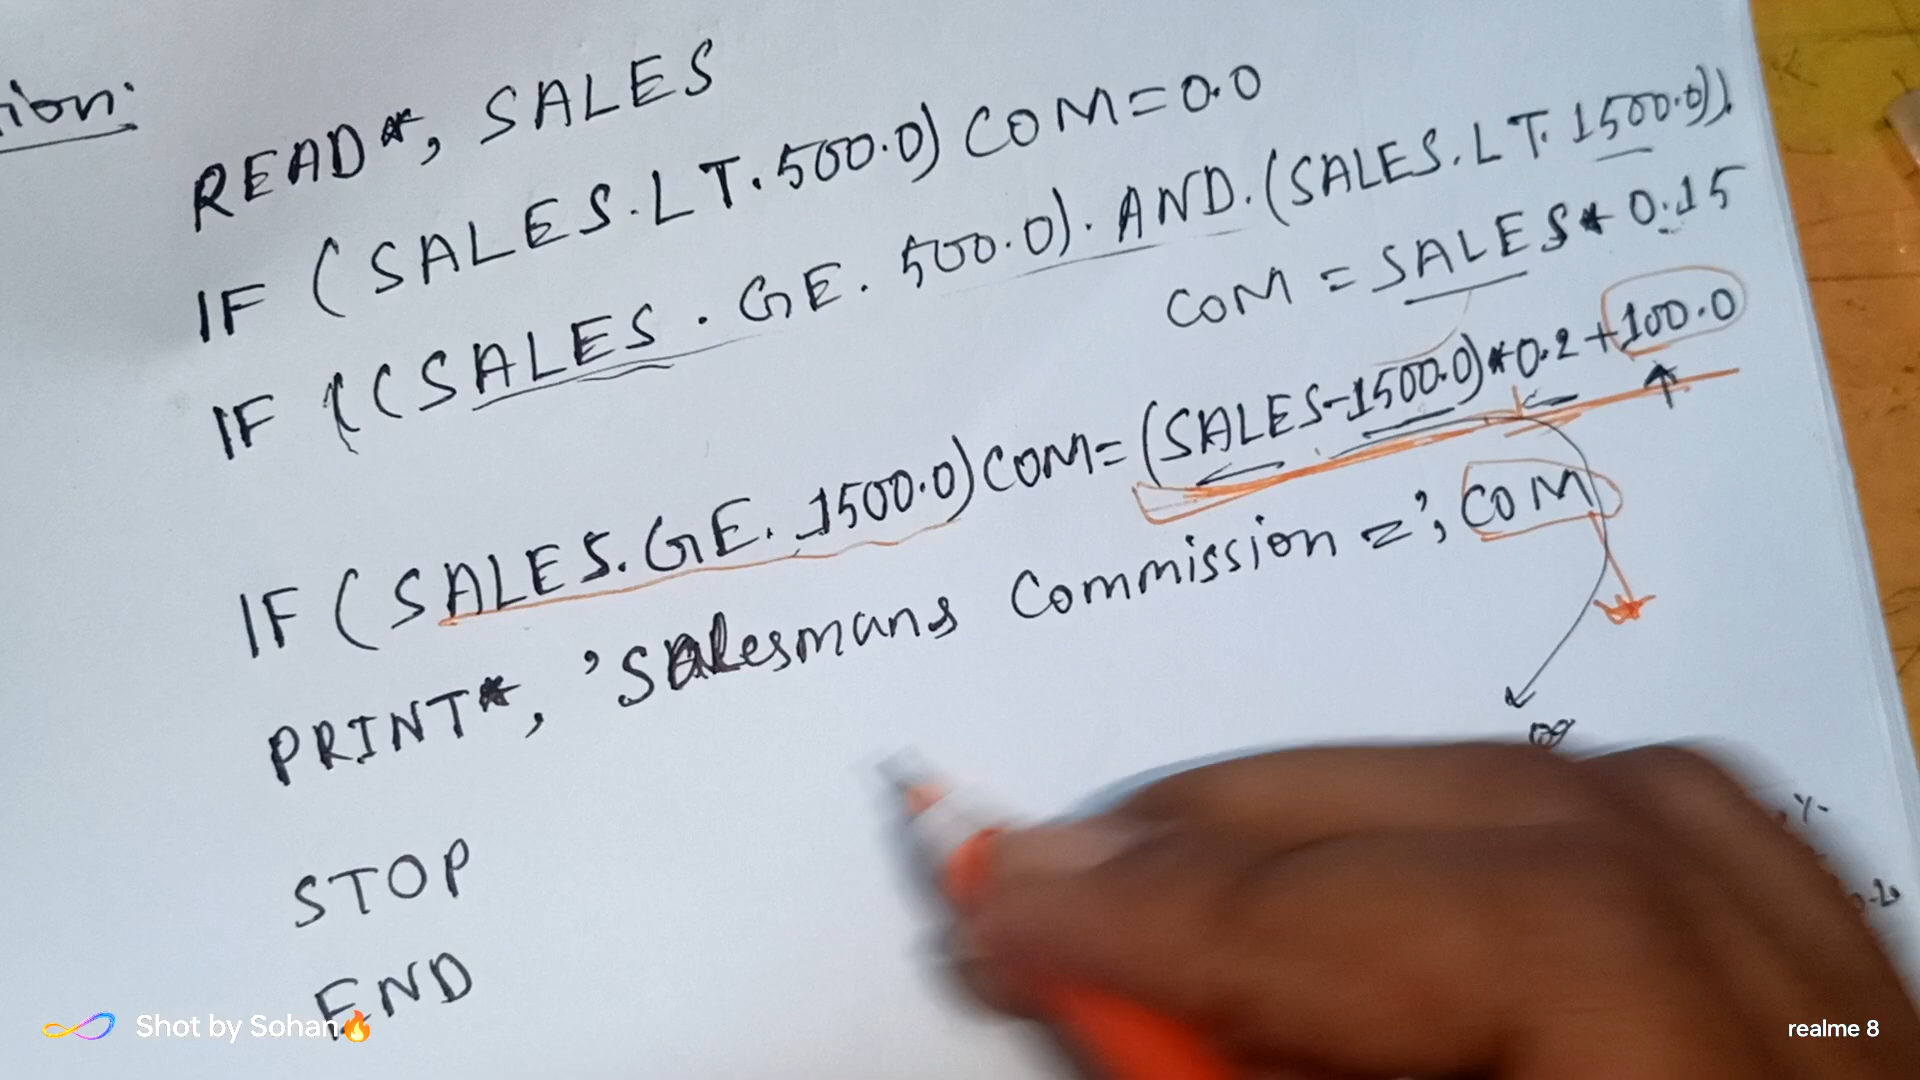 ion:
READ*, SALES
IF (SALES.LT.500.0) COM=0.0
IF ((SALES.GE.500.0).AND.(SALES.LT.1500.0))
COM = SALES*0.15
IF (SALES.GE.1500.0) COM=(SALES-1500.0)*0.2+100.0
PRINT*, 'Salesmans Commission =', COM
STOP
END
Shot by Sohan🔥
realme 8